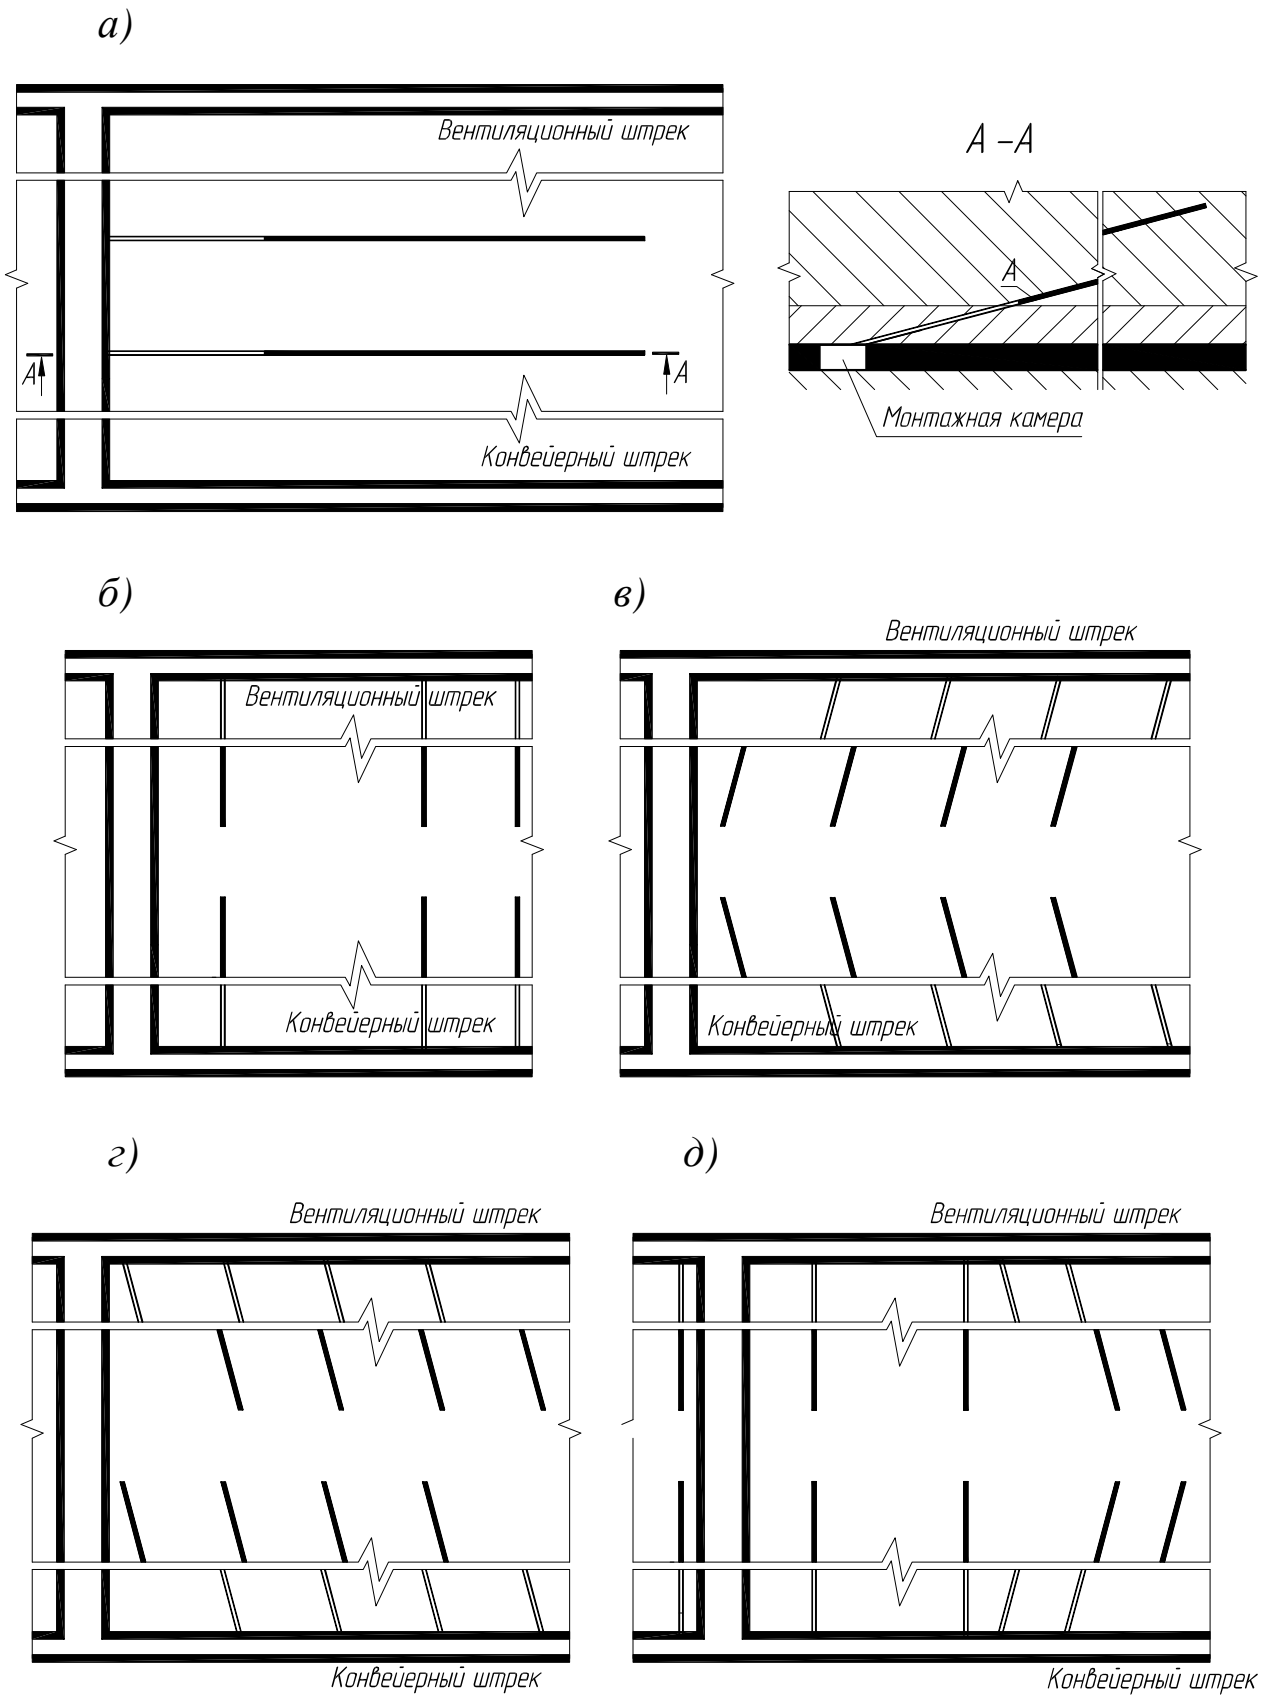 а)
Вентиляционный штрек
А – А
А
А
А
Монтажная камера
Конвейерный штрек
б)
в)
Вентиляционный штрек
Вентиляционный штрек
Конвейерный штрек
Конвейерный штрек
г)
д)
Вентиляционный штрек
Вентиляционный штрек
Конвейерный штрек
Конвейерный штрек